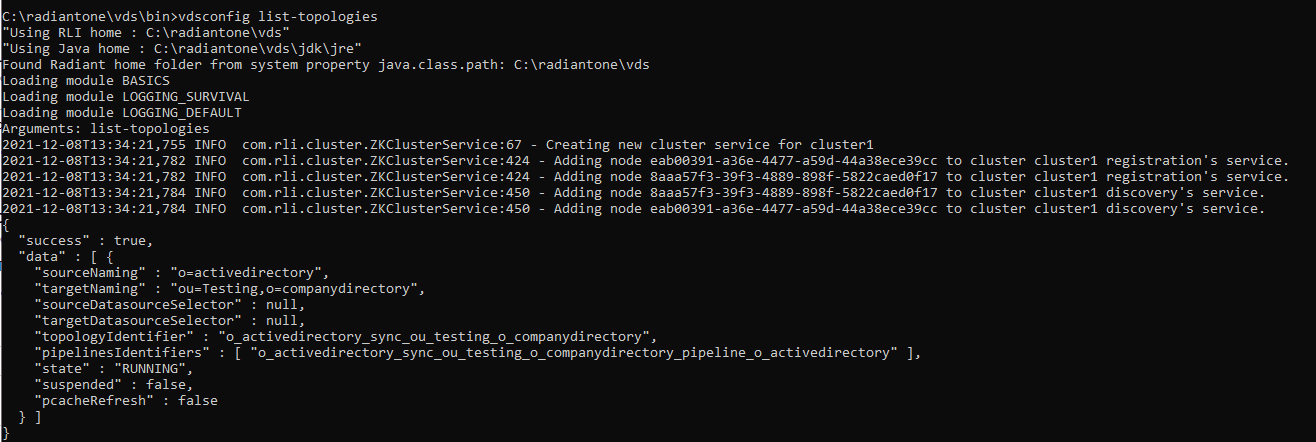 C:\radiantone\vds\bin>vdsconfig list-topologies
"Using RLI home : C:\radiantone\vds"
"Using Java home : C:\radiantone\vds\jdk\jre"
Found Radiant home folder from system property java.class.path: C:\radiantone\vds
Loading module BASICS
Loading module LOGGING_SURVIVAL
Loading module LOGGING_DEFAULT
Arguments: list-topologies
2021-12-08T13:34:21,755 INFO  com.rli.cluster.ZKClusterService:67 - Creating new cluster service for cluster1
2021-12-08T13:34:21,782 INFO  com.rli.cluster.ZKClusterService:424 - Adding node eab00391-a36e-4477-a59d-44a38ece39cc to cluster cluster1 registration's service.
2021-12-08T13:34:21,782 INFO  com.rli.cluster.ZKClusterService:424 - Adding node 8aaa57f3-39f3-4889-898f-5822caed0f17 to cluster cluster1 registration's service.
2021-12-08T13:34:21,784 INFO  com.rli.cluster.ZKClusterService:450 - Adding node 8aaa57f3-39f3-4889-898f-5822caed0f17 to cluster cluster1 discovery's service.
2021-12-08T13:34:21,784 INFO  com.rli.cluster.ZKClusterService:450 - Adding node eab00391-a36e-4477-a59d-44a38ece39cc to cluster cluster1 discovery's service.
{
  "success" : true,
  "data" : [ {
    "sourceNaming" : "o=activedirectory",
    "targetNaming" : "ou=Testing,o=companydirectory",
    "sourceDatasourceSelector" : null,
    "targetDatasourceSelector" : null,
    "topologyIdentifier" : "o_activedirectory_sync_ou_testing_o_companydirectory",
    "pipelinesIdentifiers" : [ "o_activedirectory_sync_ou_testing_o_companydirectory_pipeline_o_activedirectory" ],
    "state" : "RUNNING",
    "suspended" : false,
    "pcacheRefresh" : false
  } ]
}